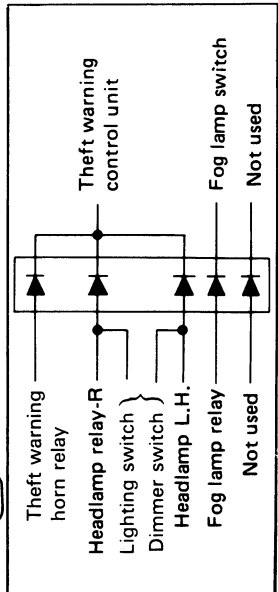 Theft warning
horn relay
Headlamp relay-R
Lighting switch
Dimmer switch
Headlamp L.H.
Fog lamp relay
Not used
Theft warning
control unit
Fog lamp switch
Not used